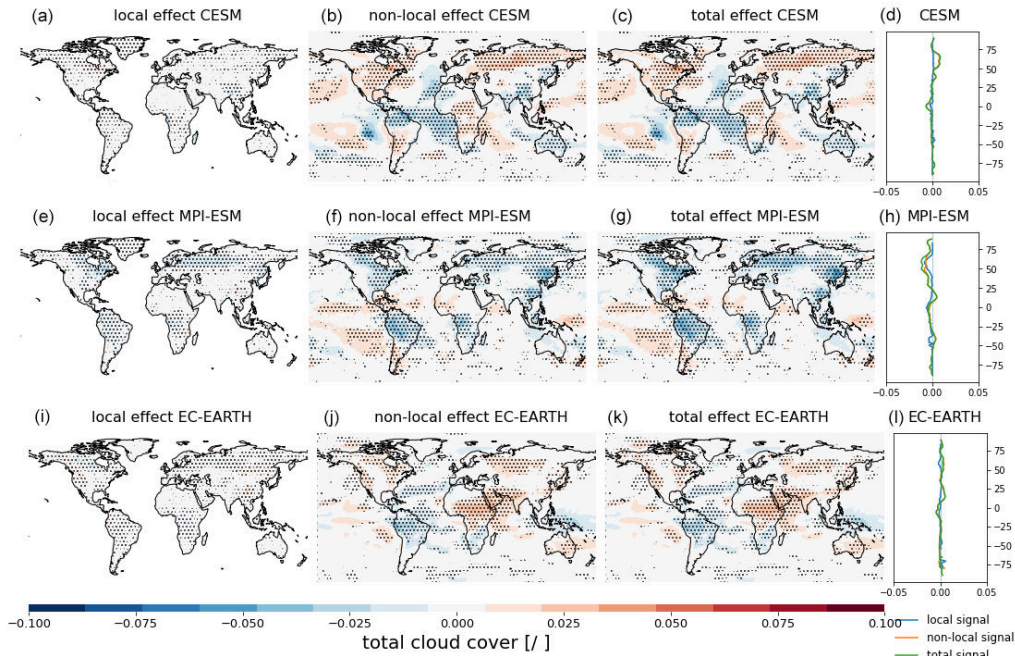 (a) local effect CESM
(b) non-local effect CESM
(c) total effect CESM
(d) CESM
75
50
25
0
−25
−50
−75
−0.05 0.00 0.05
(e) local effect MPI-ESM
(f) non-local effect MPI-ESM
(g) total effect MPI-ESM
(h) MPI-ESM
75
50
25
0
−25
−50
−75
−0.05 0.00 0.05
(i) local effect EC-EARTH
(j) non-local effect EC-EARTH
(k) total effect EC-EARTH
(l) EC-EARTH
75
50
25
0
−25
−50
−75
−0.05 0.00 0.05
−0.100 −0.075 −0.050 −0.025 0.000 0.025 0.050 0.075 0.100
total cloud cover [/ ]
local signal
non-local signal
total signal